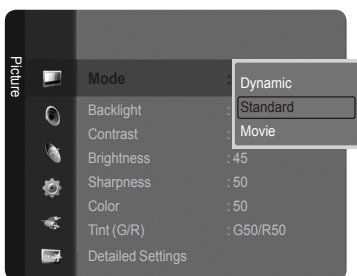 Picture
Mode : Dynamic
Backlight : Standard
Contrast : Movie
Brightness : 45
Sharpness : 50
Color : 50
Tint (G/R) : G50/R50
Detailed Settings